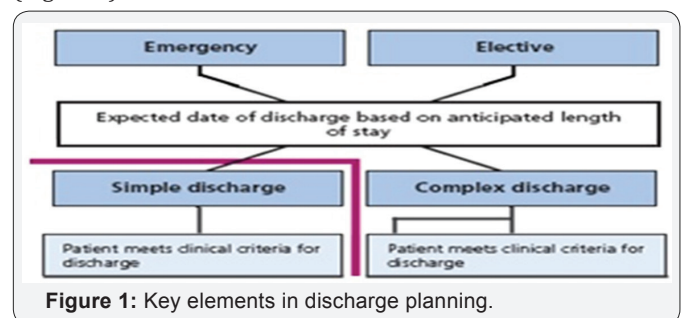 Emergency
Elective
Expected date of discharge based on anticipated length
of stay
Simple discharge
Complex discharge
Patient meets clinical criteria for
discharge
Patient meets clinical criteria for
discharge
Figure 1: Key elements in discharge planning.